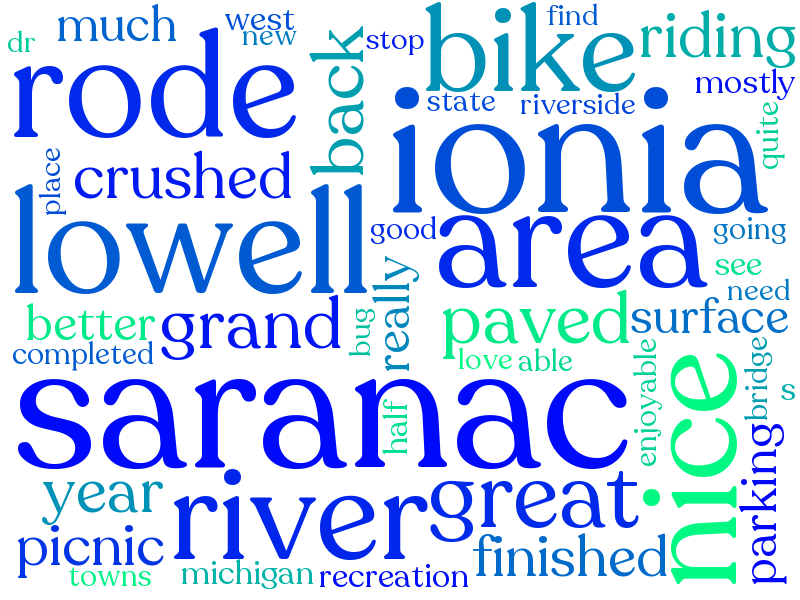 much
west
new
stop
find
riding
dr
rode
back
bike
mostly
state
riverside
quite
place
crushed
ionia
lowell
good
area
going
see
need
better
grand
bug
really
paved
surface
completed
love
able
enjoyable
bridge
s
saranac
half
nice
year
river
great
parking
picnic
finished
towns
michigan
recreation